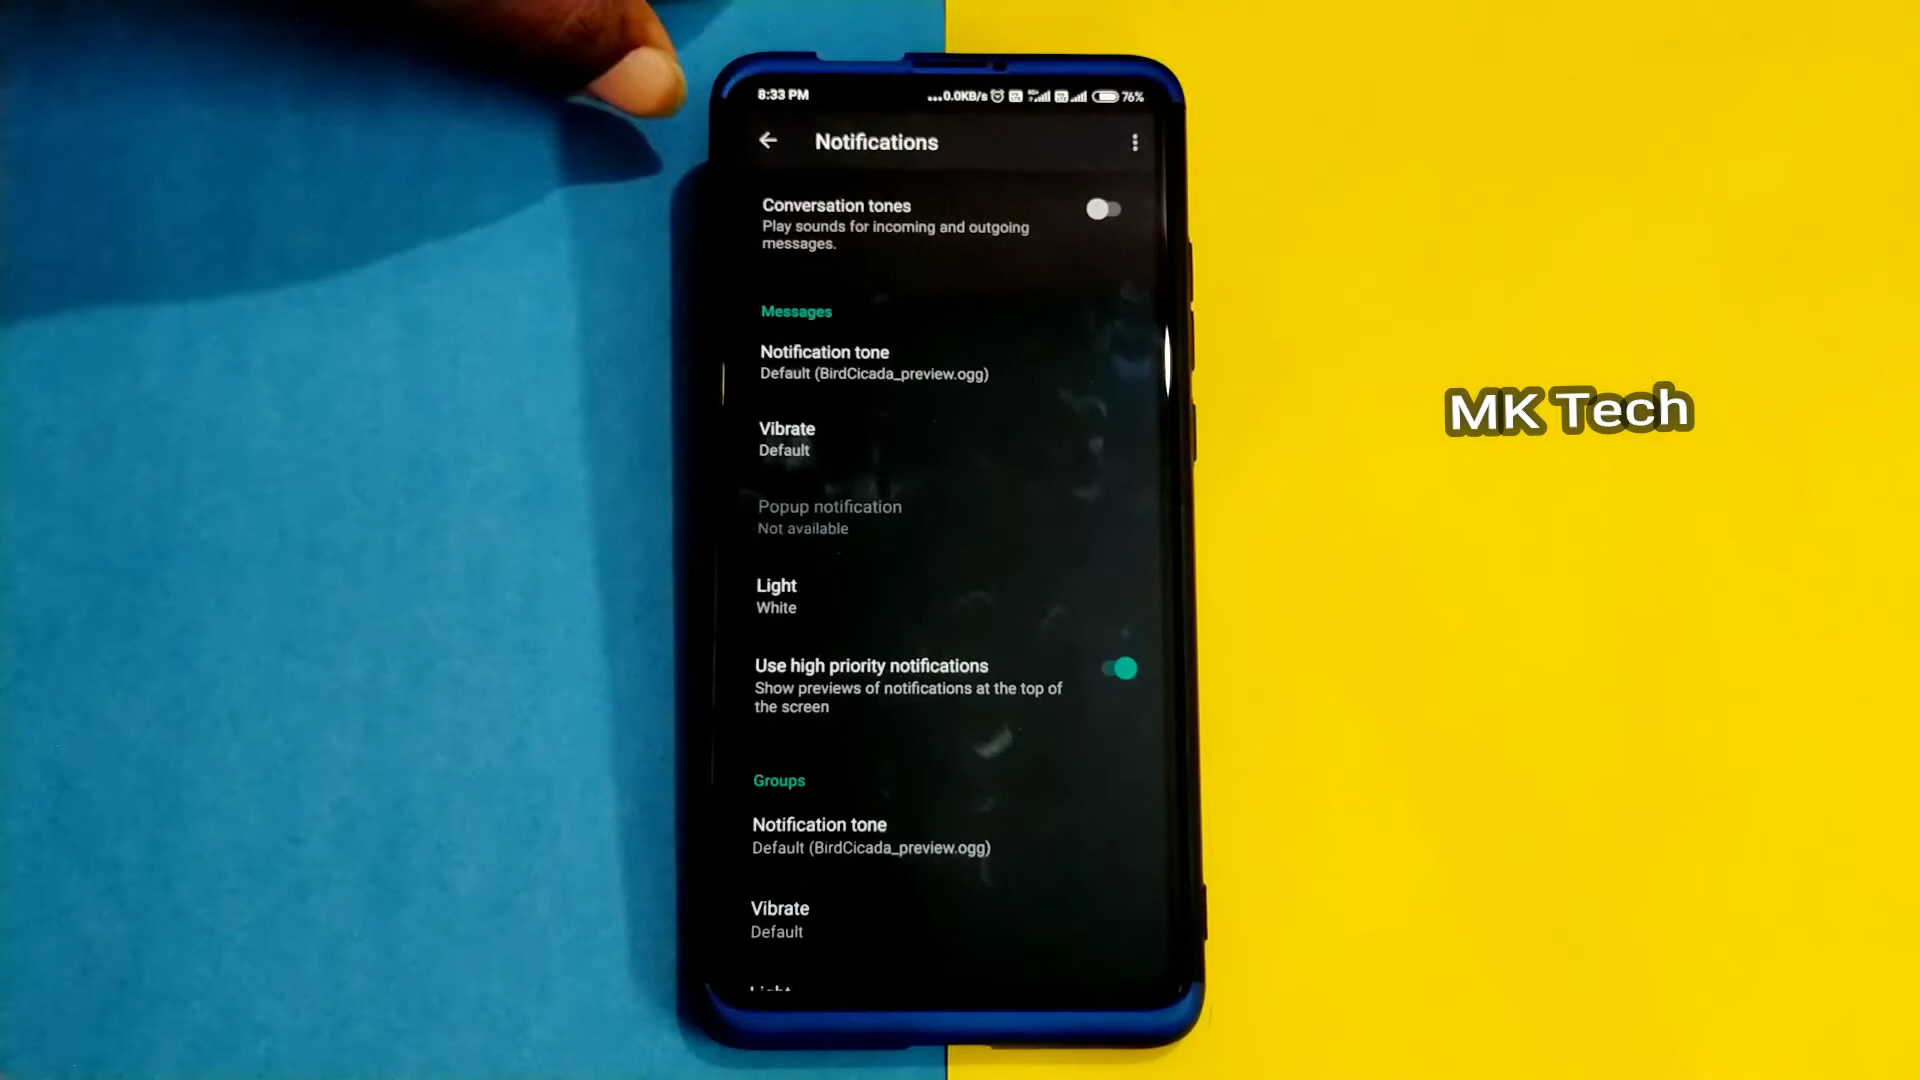 8:33 PM
...0.0KB/s
76%
Notifications
Conversation tones
Play sounds for incoming and outgoing
messages.
Messages
Notification tone
Default (BirdCicada_preview.ogg)
Vibrate
Default
Popup notification
Not available
Light
White
Use high priority notifications
Show previews of notifications at the top of
the screen
Groups
Notification tone
Default (BirdCicada_preview.ogg)
Vibrate
Default
MK Tech